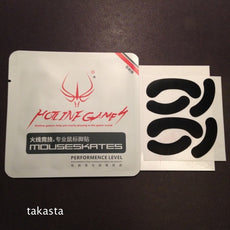 HOTLINE GAMES
火线竞技·专业鼠标脚贴
MOUSESKATES
PERFORMENCE LEVEL
takasta